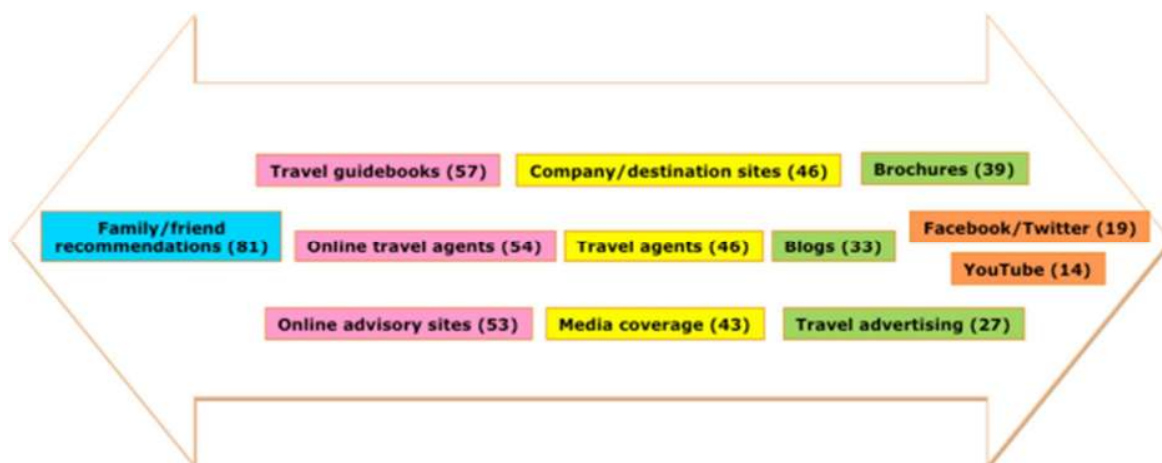 Travel guidebooks (57)
Company/destination sites (46)
Brochures (39)
Family/friend
recommendations (81)
Online travel agents (54)
Travel agents (46)
Blogs (33)
Facebook/Twitter (19)
YouTube (14)
Online advisory sites (53)
Media coverage (43)
Travel advertising (27)